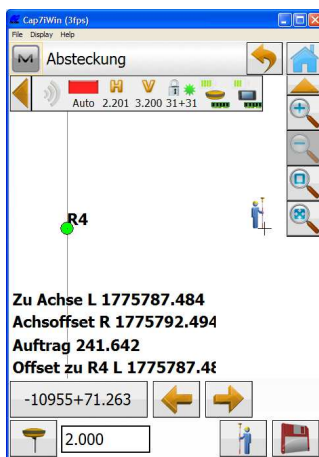 Cap7iWin (3fps)
File Display Help
Absteckung
H V
Auto 2.201 3.200 31+31
R4
Zu Achse L 1775787.484
Achsoffset R 1775792.494
Auftrag 241.642
Offset zu R4 L 1775787.48
-10955+71.263
2.000